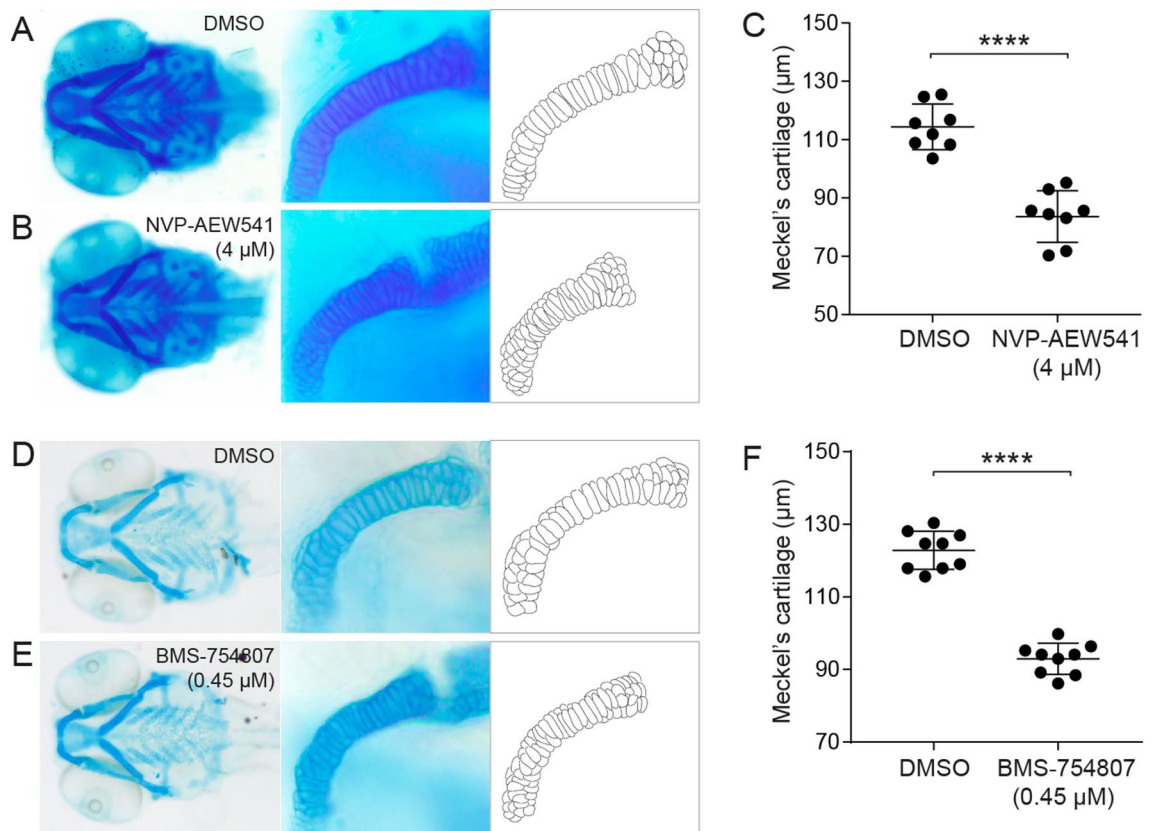 A
DMSO
B
NVP-AEW541
(4 µM)
C
Meckel's cartilage (µm)
150
130
110
90
70
50
****
DMSO
NVP-AEW541
(4 µM)
D
DMSO
E
BMS-754807
(0.45 µM)
F
Meckel's cartilage (µm)
150
130
110
90
70
****
DMSO
BMS-754807
(0.45 µM)